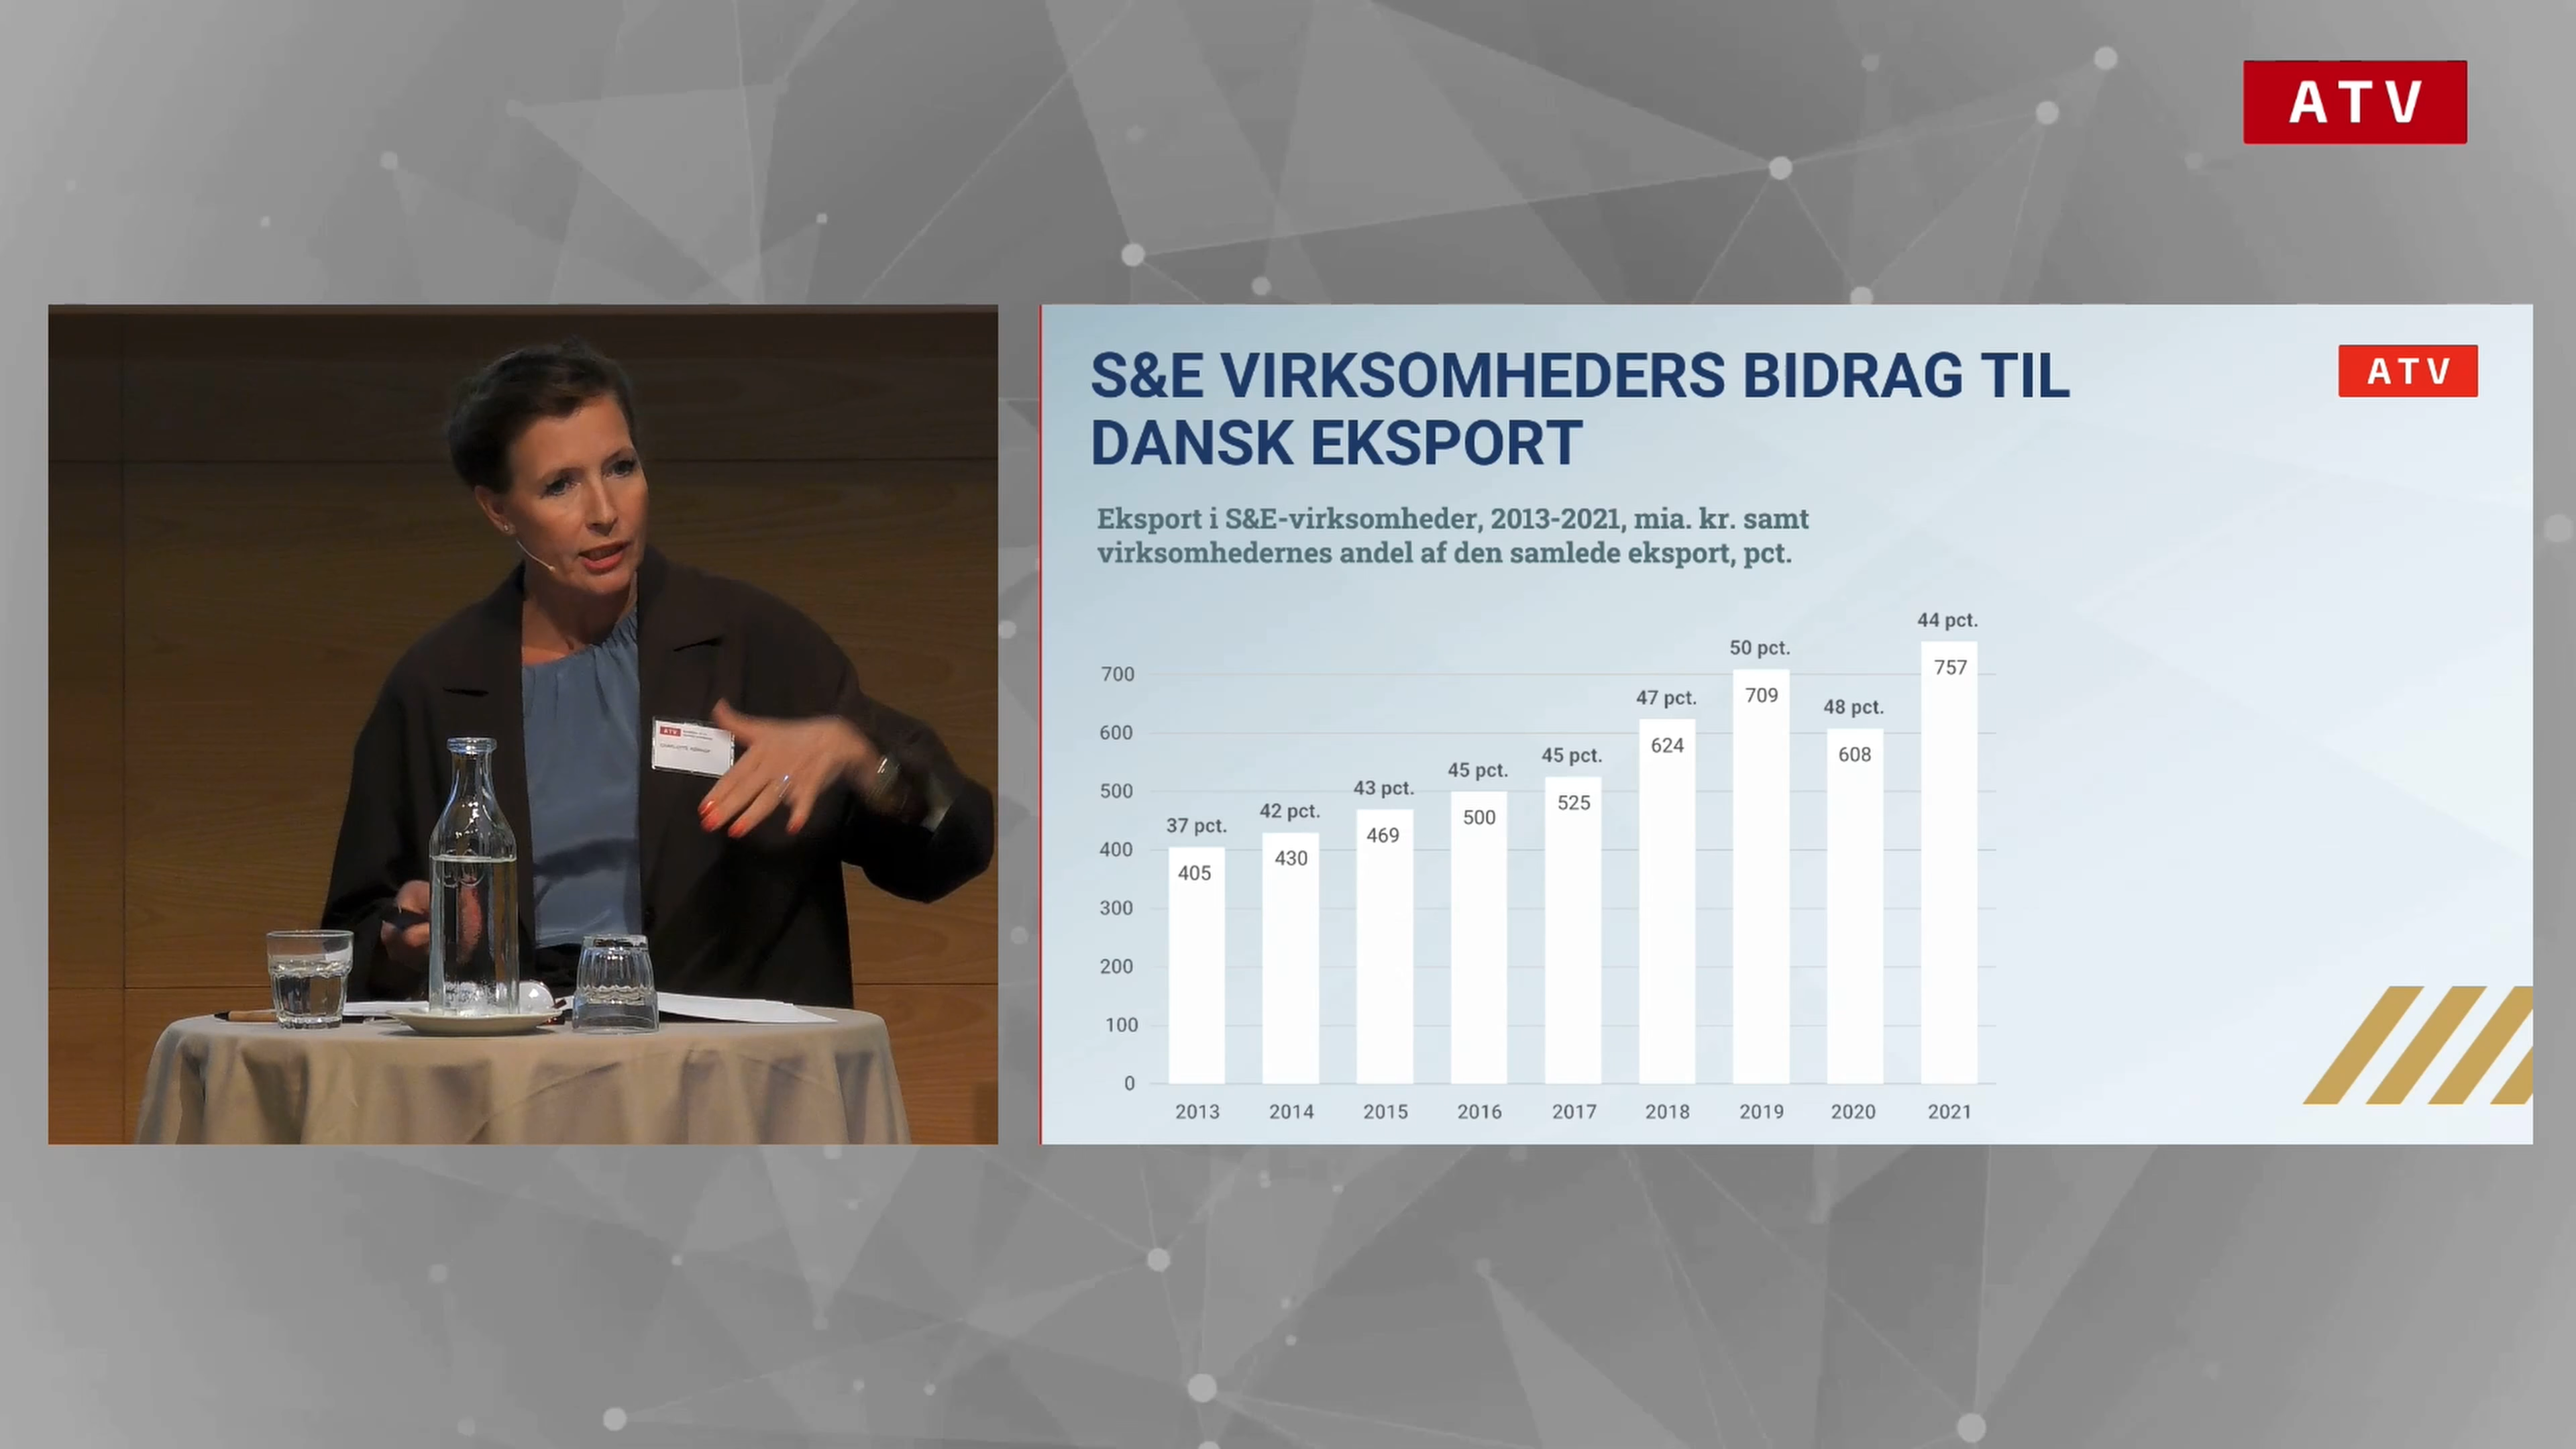 ATV
S&E VIRKSOMHEDERS BIDRAG TIL
DANSK EKSPORT
ATV
Eksport i S&E-virksomheder, 2013-2021, mia. kr. samt
virksomhedernes andel af den samlede eksport, pct.
37 pct. 42 pct. 43 pct. 45 pct. 45 pct. 47 pct. 50 pct. 48 pct. 44 pct.
405 430 469 500 525 624 709 608 757
700
600
500
400
300
200
100
0
2013 2014 2015 2016 2017 2018 2019 2020 2021
ATV